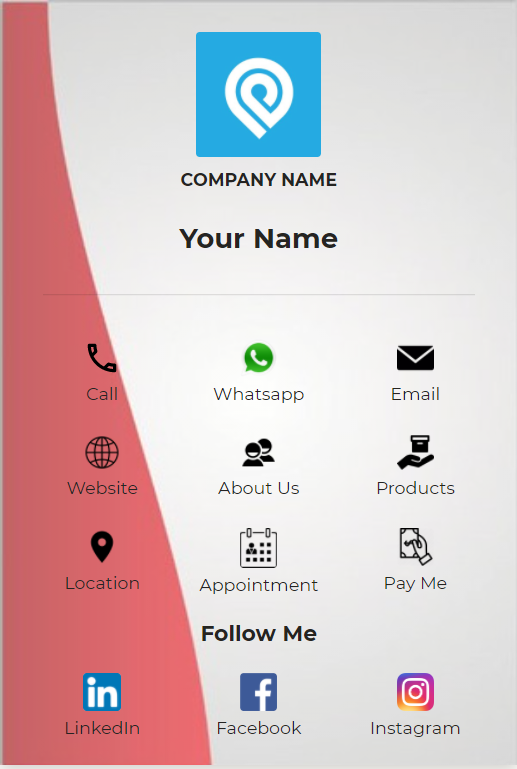 COMPANY NAME
Your Name
Call Whatsapp Email
Website About Us Products
Location Appointment Pay Me
Follow Me
in f
LinkedIn Facebook Instagram